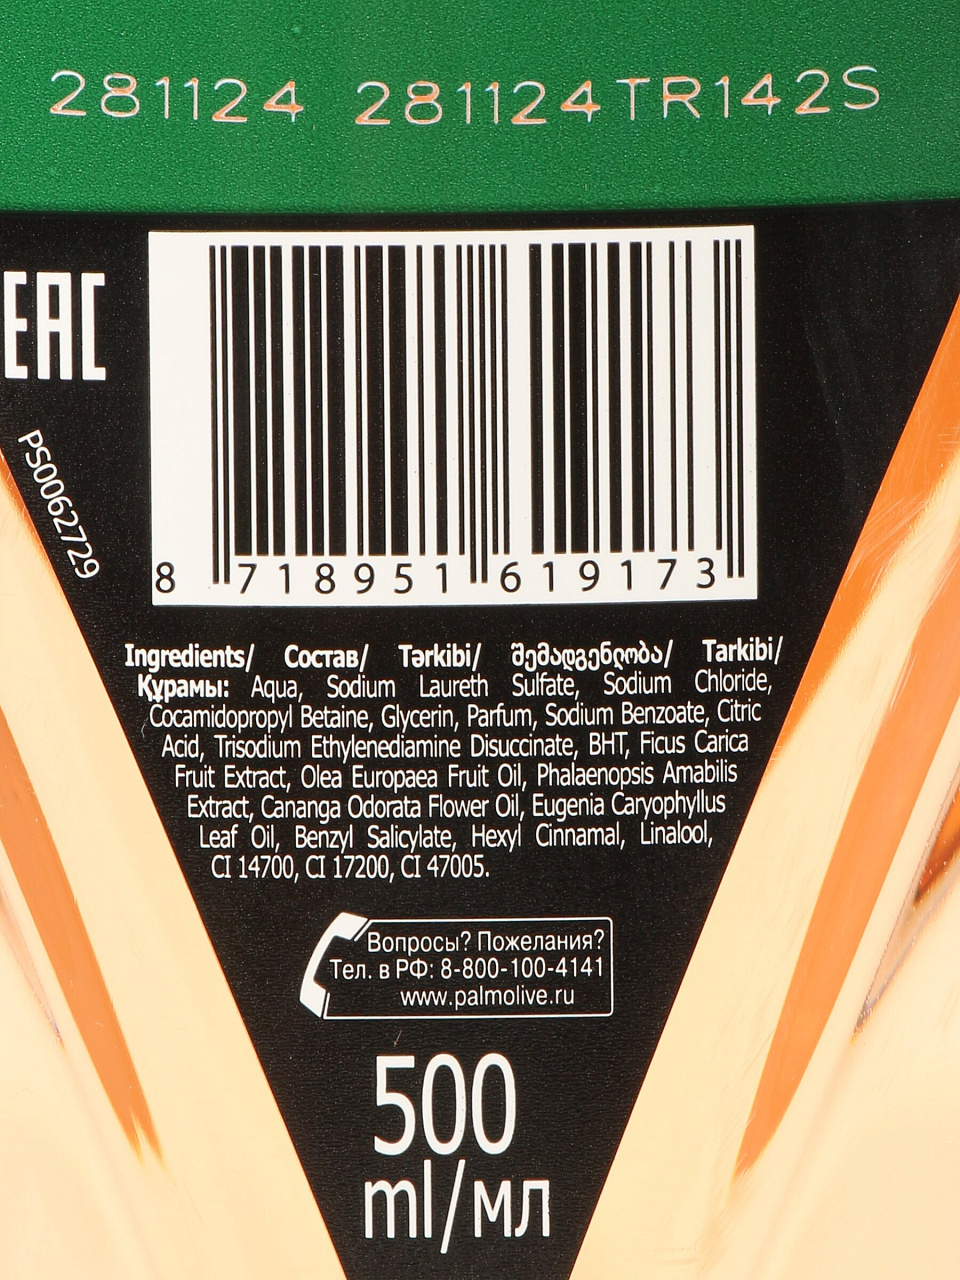 281124 281124TR142S
EAC
PS0062729
8 718951 619173
Ingredients/ Состав/ Tərkibi/ შემადგენლობა/ Tarkibi/
Құрамы: Aqua, Sodium Laureth Sulfate, Sodium Chloride,
Cocamidopropyl Betaine, Glycerin, Parfum, Sodium Benzoate, Citric
Acid, Trisodium Ethylenediamine Disuccinate, BHT, Ficus Carica
Fruit Extract, Olea Europaea Fruit Oil, Phalaenopsis Amabilis
Extract, Cananga Odorata Flower Oil, Eugenia Caryophyllus
Leaf Oil, Benzyl Salicylate, Hexyl Cinnamal, Linalool,
CI 14700, CI 17200, CI 47005.
Вопросы? Пожелания?
Тел. в РФ: 8-800-100-4141
www.palmolive.ru
500
ml/мл